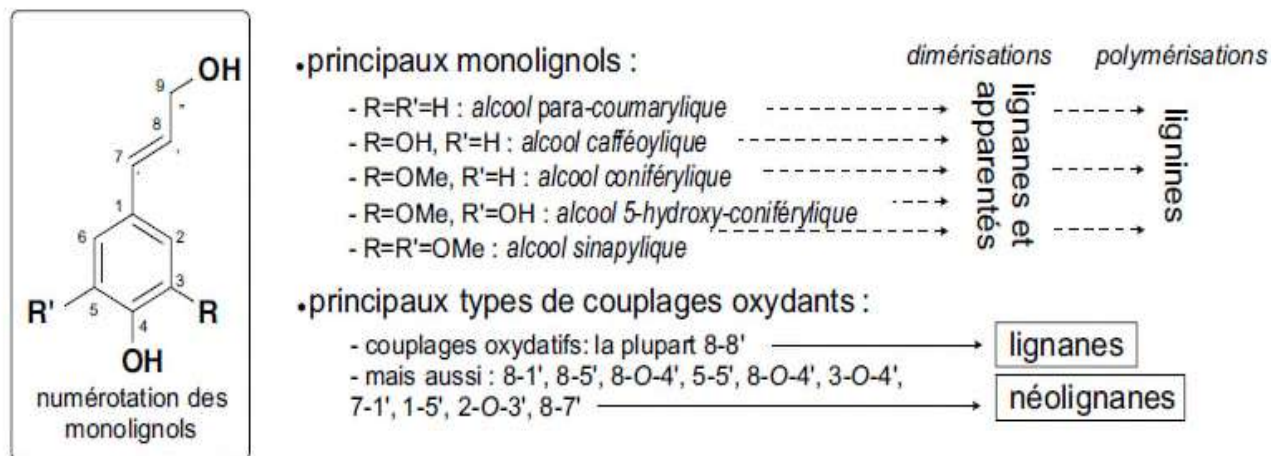 OH
9
8
7
1
6
2
R'
5
3
R
4
OH
numérotation des
monolignols
•principaux monolignols :
dimérisations
polymérisations
- R=R'=H : alcool para-coumarylique
- R=OH, R'=H : alcool cafféoylique
- R=OMe, R'=H : alcool coniférylique
- R=OMe, R'=OH : alcool 5-hydroxy-coniférylique
- R=R'=OMe : alcool sinapylique
lignanes et
apparentés
lignines
•principaux types de couplages oxydants :
- couplages oxydatifs: la plupart 8-8'
lignanes
- mais aussi : 8-1', 8-5', 8-O-4', 5-5', 8-O-4', 3-O-4',
7-1', 1-5', 2-O-3', 8-7'
néolignanes